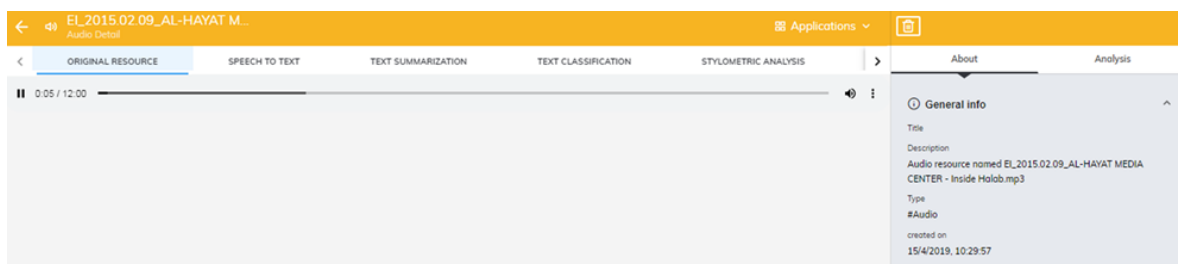 EI_2015.02.09_AL-HAYAT M...
Audio Detail
Applications
ORIGINAL RESOURCE
SPEECH TO TEXT
TEXT SUMMARIZATION
TEXT CLASSIFICATION
STYLOMETRIC ANALYSIS
0:05 / 12:00
About
Analysis
General info
Title
Description
Audio resource named EI_2015.02.09_AL-HAYAT MEDIA
CENTER - Inside Halab.mp3
Type
#Audio
created on
15/4/2019, 10:29:57